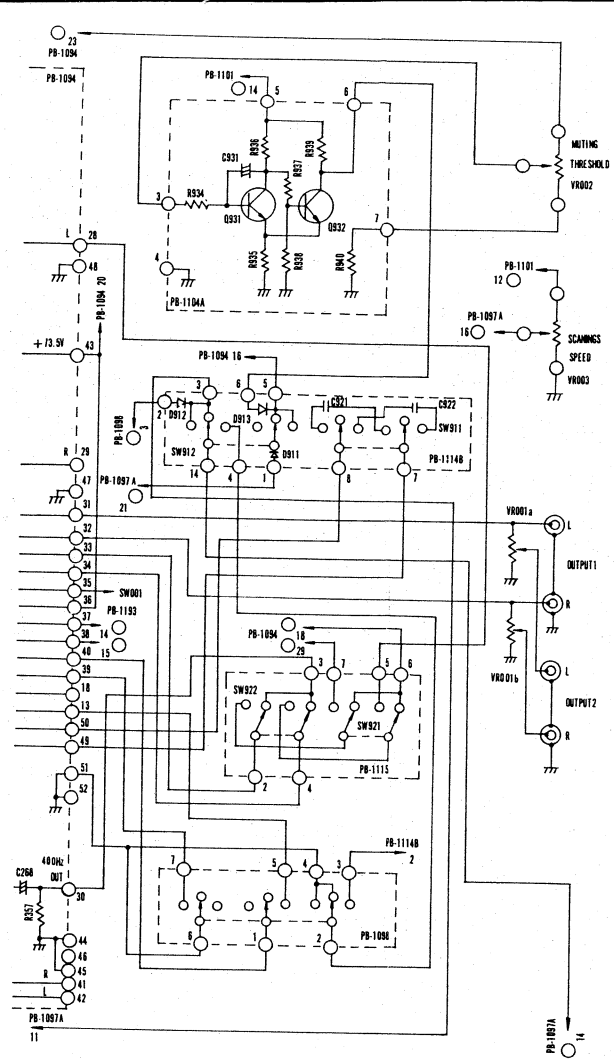 23
PB-1094
PB-1094
PB-1101
14
5
6
R936
R939
C931
R937
MUTING
THRESHOLD
VR002
3
R934
Q931
Q932
7
L
28
R935
R938
R940
4
48
PB-1104A
PB-1094 20
PB-1101
12
PB-1097A
16
SCANINGS
SPEED
VR003
+13.5V
43
PB-1094 16
3
6
5
C921
C922
2
D912
D913
SW911
PB-1098
3
SW912
D911
PB-1114B
14
4
1
8
7
R
29
PB-1097A
21
47
31
VR001a
L
32
33
OUTPUT1
34
35
SW001
36
R
PB-1193
37
PB-1094
18
38
14
29
40
15
3
7
5
6
VR001b
L
39
SW922
18
OUTPUT2
13
SW921
R
50
49
PB-1115
2
4
51
52
PB-1114B
2
7
5
4
3
C268
400HZ
OUT
30
R357
6
1
2
PB-1098
44
46
45
R
41
L
42
PB-1097A
11
PB-1097A
14